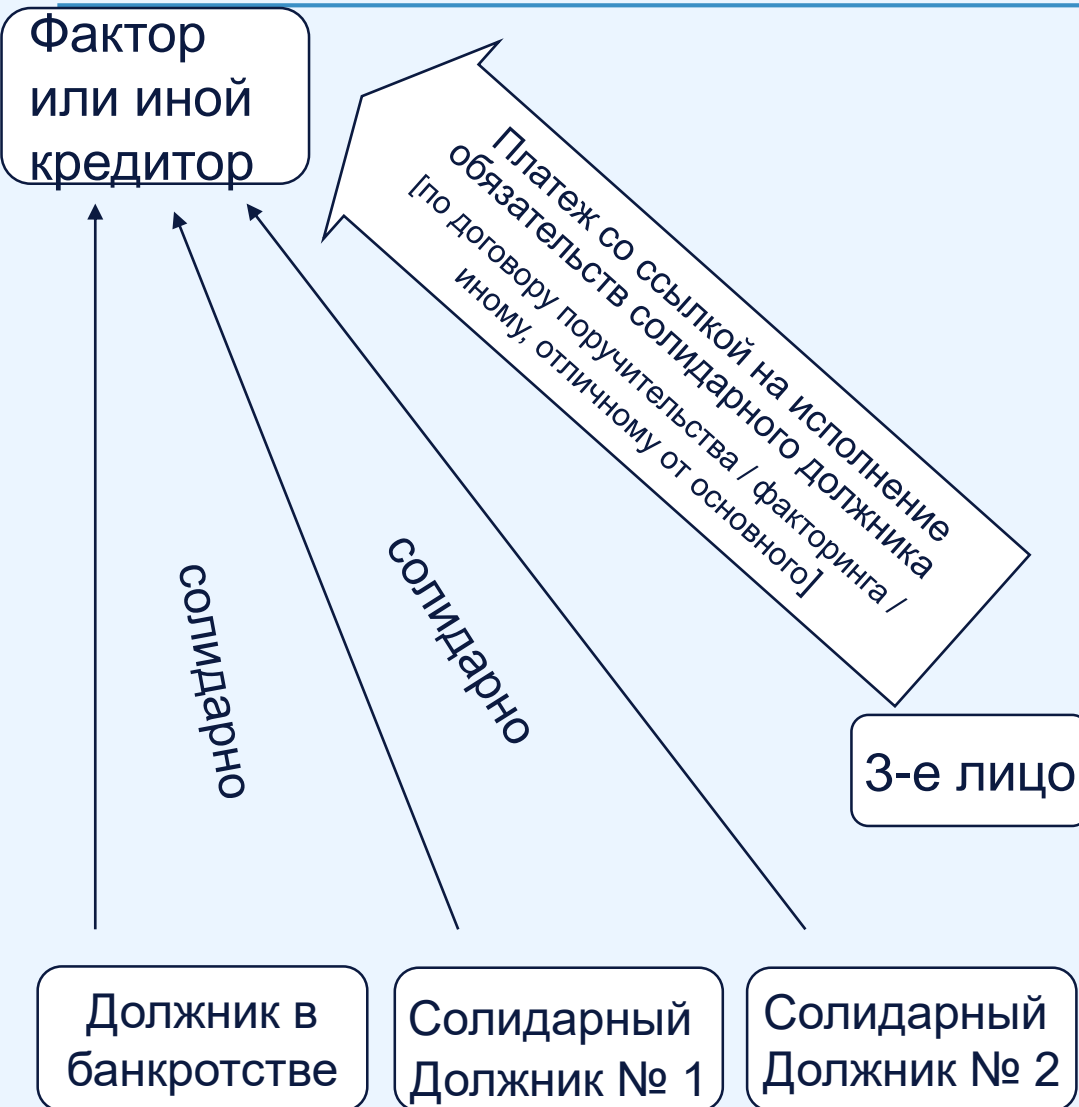 Фактор
или иной
кредитор
Платеж со ссылкой на исполнение
обязательств солидарного должника
[по договору поручительства / факторинга /
иному, отличному от основного]
солидарно
солидарно
3-е лицо
Должник в
банкротстве
Солидарный
Должник № 1
Солидарный
Должник № 2